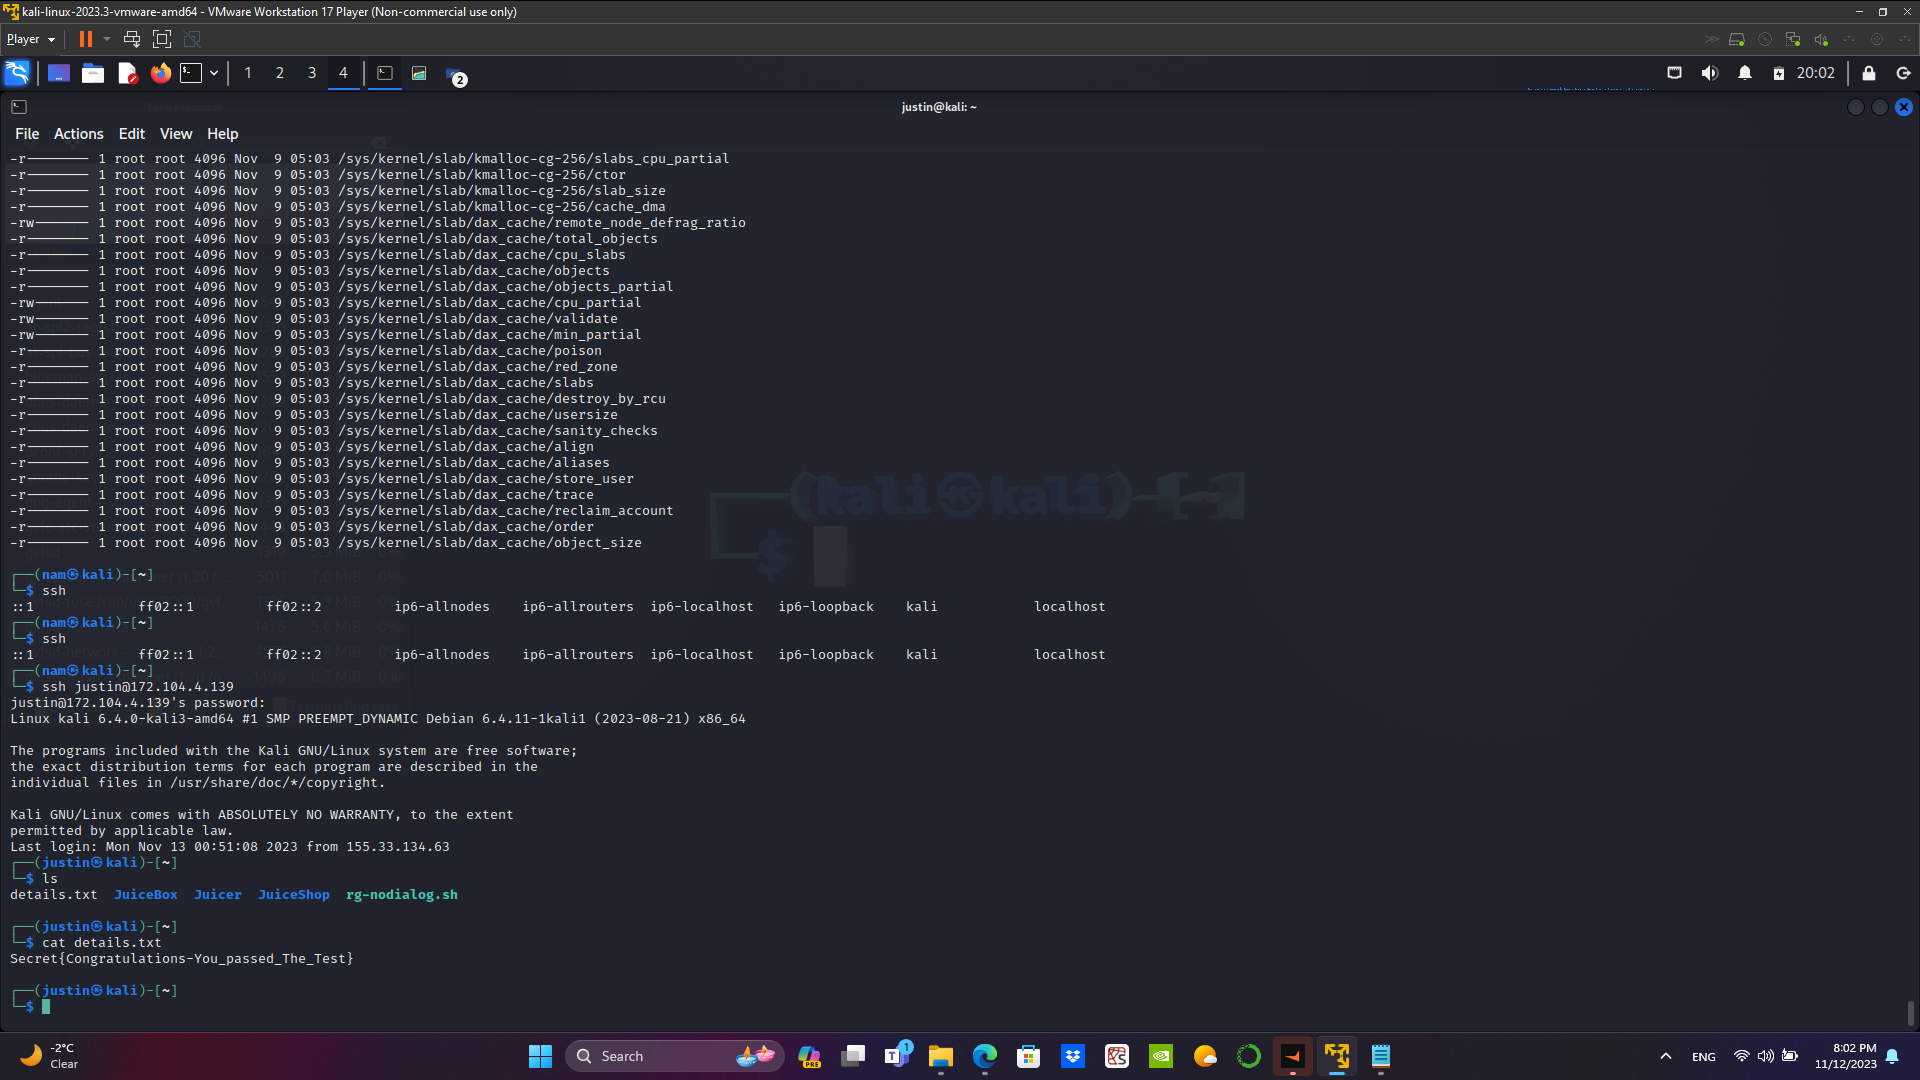 kali-linux-2023.3-vmware-amd64 - VMware Workstation 17 Player (Non-commercial use only)
Player
1 2 3 4 2 20:02
justin@kali: ~
File Actions Edit View Help
-r-------- 1 root root 4096 Nov  9 05:03 /sys/kernel/slab/kmalloc-cg-256/slabs_cpu_partial
-r-------- 1 root root 4096 Nov  9 05:03 /sys/kernel/slab/kmalloc-cg-256/ctor
-r-------- 1 root root 4096 Nov  9 05:03 /sys/kernel/slab/kmalloc-cg-256/slab_size
-r-------- 1 root root 4096 Nov  9 05:03 /sys/kernel/slab/kmalloc-cg-256/cache_dma
-rw------- 1 root root 4096 Nov  9 05:03 /sys/kernel/slab/dax_cache/remote_node_defrag_ratio
-r-------- 1 root root 4096 Nov  9 05:03 /sys/kernel/slab/dax_cache/total_objects
-r-------- 1 root root 4096 Nov  9 05:03 /sys/kernel/slab/dax_cache/cpu_slabs
-r-------- 1 root root 4096 Nov  9 05:03 /sys/kernel/slab/dax_cache/objects
-r-------- 1 root root 4096 Nov  9 05:03 /sys/kernel/slab/dax_cache/objects_partial
-rw------- 1 root root 4096 Nov  9 05:03 /sys/kernel/slab/dax_cache/cpu_partial
-rw------- 1 root root 4096 Nov  9 05:03 /sys/kernel/slab/dax_cache/validate
-rw------- 1 root root 4096 Nov  9 05:03 /sys/kernel/slab/dax_cache/min_partial
-r-------- 1 root root 4096 Nov  9 05:03 /sys/kernel/slab/dax_cache/poison
-r-------- 1 root root 4096 Nov  9 05:03 /sys/kernel/slab/dax_cache/red_zone
-r-------- 1 root root 4096 Nov  9 05:03 /sys/kernel/slab/dax_cache/slabs
-r-------- 1 root root 4096 Nov  9 05:03 /sys/kernel/slab/dax_cache/destroy_by_rcu
-r-------- 1 root root 4096 Nov  9 05:03 /sys/kernel/slab/dax_cache/usersize
-r-------- 1 root root 4096 Nov  9 05:03 /sys/kernel/slab/dax_cache/sanity_checks
-r-------- 1 root root 4096 Nov  9 05:03 /sys/kernel/slab/dax_cache/align
-r-------- 1 root root 4096 Nov  9 05:03 /sys/kernel/slab/dax_cache/aliases
-r-------- 1 root root 4096 Nov  9 05:03 /sys/kernel/slab/dax_cache/store_user
-r-------- 1 root root 4096 Nov  9 05:03 /sys/kernel/slab/dax_cache/trace
-r-------- 1 root root 4096 Nov  9 05:03 /sys/kernel/slab/dax_cache/reclaim_account
-r-------- 1 root root 4096 Nov  9 05:03 /sys/kernel/slab/dax_cache/order
-r-------- 1 root root 4096 Nov  9 05:03 /sys/kernel/slab/dax_cache/object_size
(kali㉿kali)-[~]
$
┌──(nam㉿kali)-[~]
└─$ ssh
::1 ff02::1 ff02::2 ip6-allnodes ip6-allrouters ip6-localhost ip6-loopback kali localhost
┌──(nam㉿kali)-[~]
└─$ ssh
::1 ff02::1 ff02::2 ip6-allnodes ip6-allrouters ip6-localhost ip6-loopback kali localhost
┌──(nam㉿kali)-[~]
└─$ ssh justin@172.104.4.139
justin@172.104.4.139's password:
Linux kali 6.4.0-kali3-amd64 #1 SMP PREEMPT_DYNAMIC Debian 6.4.11-1kali1 (2023-08-21) x86_64
The programs included with the Kali GNU/Linux system are free software;
the exact distribution terms for each program are described in the
individual files in /usr/share/doc/*/copyright.
Kali GNU/Linux comes with ABSOLUTELY NO WARRANTY, to the extent
permitted by applicable law.
Last login: Mon Nov 13 00:51:08 2023 from 155.33.134.63
┌──(justin㉿kali)-[~]
└─$ ls
details.txt JuiceBox Juicer JuiceShop rg-nodialog.sh
┌──(justin㉿kali)-[~]
└─$ cat details.txt
Secret{Congratulations-You_passed_The_Test}
┌──(justin㉿kali)-[~]
└─$
-2°C
Clear
Search
PRE
1
ENG
8:02 PM
11/12/2023